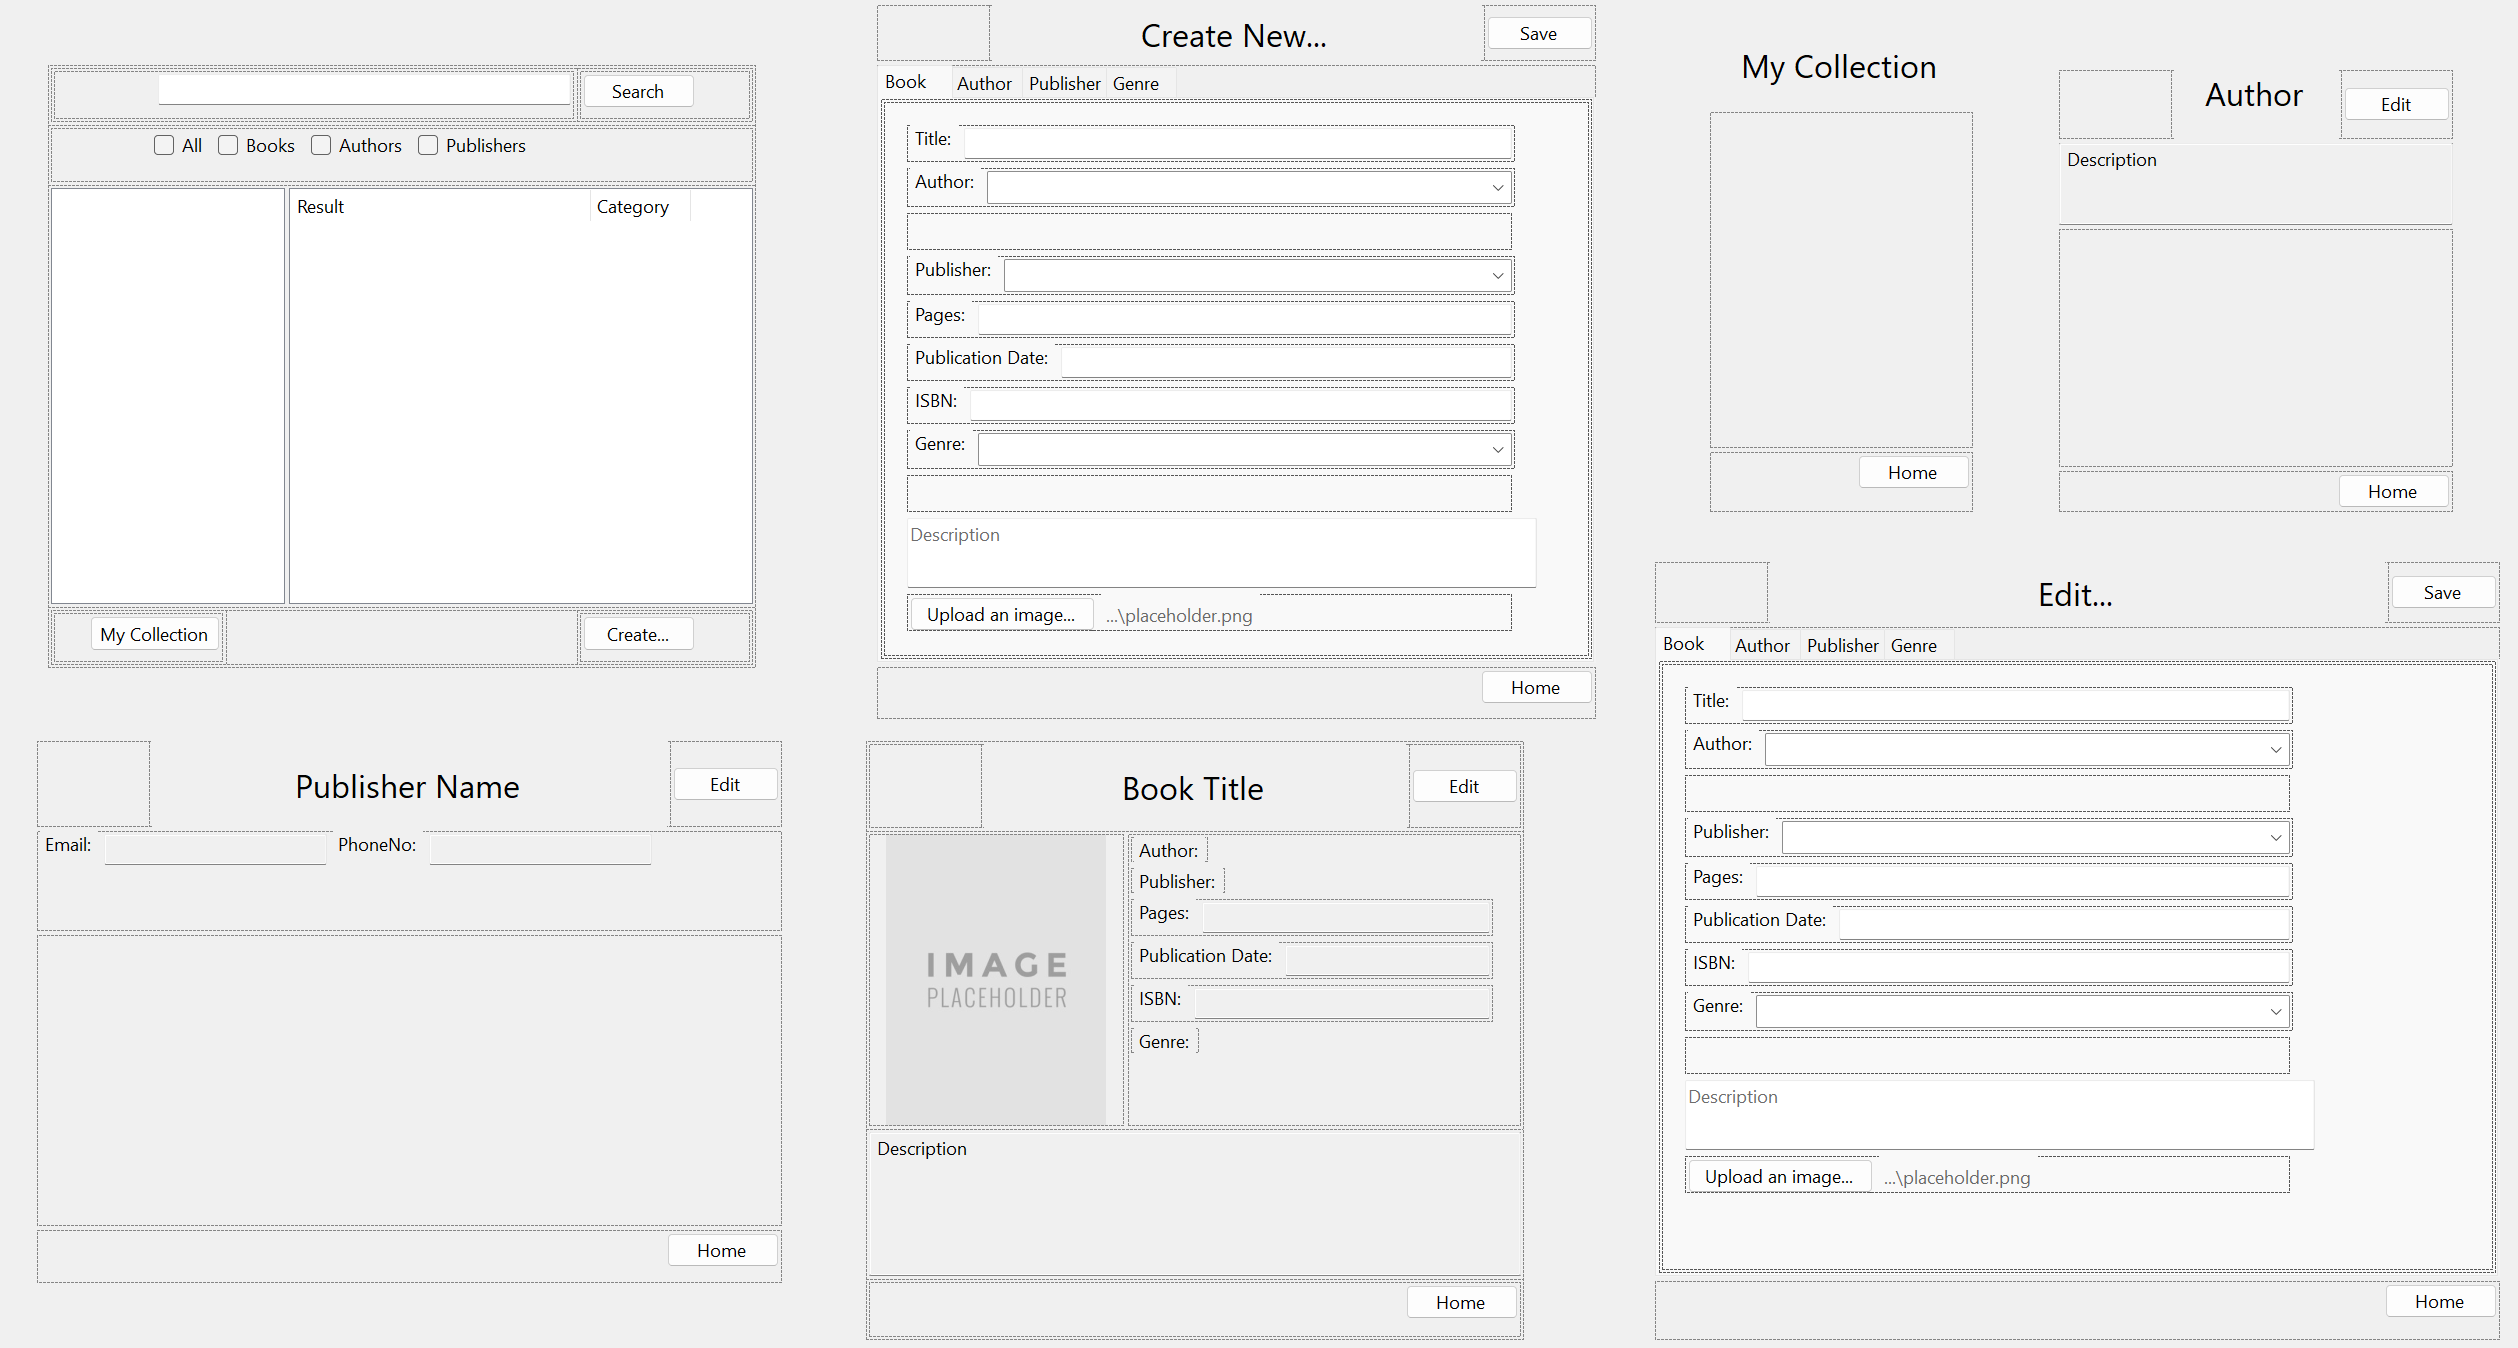 Search
All Books Authors Publishers
Result Category
My Collection Create...
Create New... Save
Book Author Publisher Genre
Title:
Author:
Publisher:
Pages:
Publication Date:
ISBN:
Genre:
Description
Upload an image... ...\placeholder.png
Home
My Collection
Home
Author Edit
Description
Home
Publisher Name Edit
Email: PhoneNo:
Home
Book Title Edit
IMAGE
PLACEHOLDER
Author:
Publisher:
Pages:
Publication Date:
ISBN:
Genre:
Description
Home
Edit... Save
Book Author Publisher Genre
Title:
Author:
Publisher:
Pages:
Publication Date:
ISBN:
Genre:
Description
Upload an image... ...\placeholder.png
Home